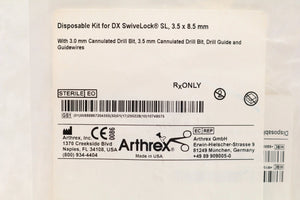 Disposable Kit for DX SwiveLock® SL, 3.5 x 8.5 mm
With 3.0 mm Cannulated Drill Bit, 3.5 mm Cannulated Drill Bit, Drill Guide and
Guidewires
RxONLY
STERILE EO
GS1
Arthrex, Inc.
1370 Creekside Blvd
Naples, FL 34108, USA
(800) 934-4404
0086
Arthrex®
Made in USA
EC REP
Arthrex GmbH
Erwin-Hielscher-Strasse 9
81249 München, Germany
+49 89 909005-0
Disposable